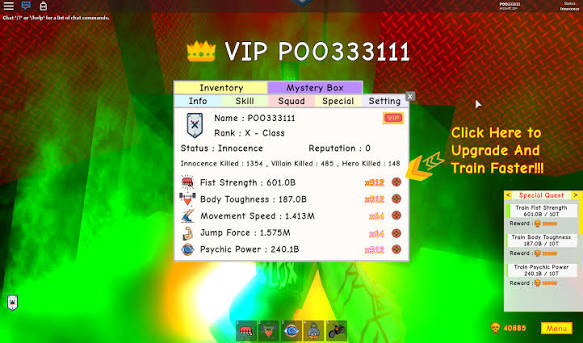 Chat '/?' or '/help' for a list of chat commands.
POO333111
Status
Innocence
VIP POO333111
Inventory
Mystery Box
Info
Skill
Squad
Special
Setting
X
Name : POO333111
VIP
Rank : X - Class
Status : Innocence
Reputation : 0
Innocence Killed : 1354 , Villain Killed : 485 , Hero Killed : 148
Fist Strength : 601.0B
x512
Body Toughness : 187.0B
x512
Movement Speed : 1.413M
x64
Jump Force : 1.575M
x64
Psychic Power : 240.1B
x512
Click Here to
Upgrade And
Train Faster!!!
< Special Quest >
Train Fist Strength
601.0B / 10T
Reward :
Train Body Toughness
187.0B / 10T
Reward :
Train Psychic Power
240.1B / 10T
Reward :
40885
Menu